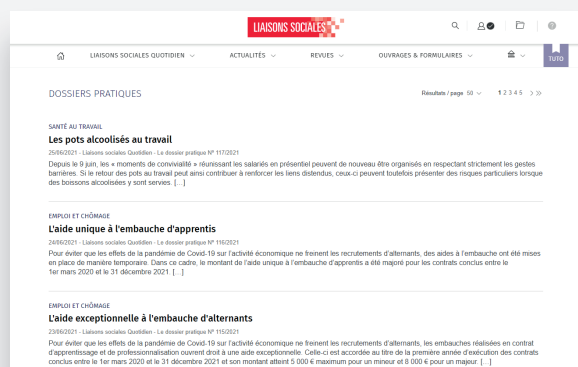 LIAISONS SOCIALES
LIAISONS SOCIALES QUOTIDIEN
ACTUALITÉS
REVUES
OUVRAGES & FORMULAIRES
TUTO
DOSSIERS PRATIQUES
Résultats / page 50
1 2 3 4 5
SANTÉ AU TRAVAIL
Les pots alcoolisés au travail
25/06/2021 - Liaisons sociales Quotidien - Le dossier pratique Nº 117/2021
Depuis le 9 juin, les « moments de convivialité » réunissant les salariés en présentiel peuvent de nouveau être organisés en respectant strictement les gestes
barrières. Si le retour des pots au travail peut ainsi contribuer à renforcer les liens distendus, ceux-ci peuvent toutefois présenter des risques particuliers lorsque
des boissons alcoolisées y sont servies. [...]
EMPLOI ET CHÔMAGE
L'aide unique à l'embauche d'apprentis
24/06/2021 - Liaisons sociales Quotidien - Le dossier pratique Nº 116/2021
Pour éviter que les effets de la pandémie de Covid-19 sur l'activité économique ne freinent les recrutements d'alternants, des aides à l'embauche ont été mises
en place de manière temporaire. Dans ce cadre, le montant de l'aide unique à l'embauche d'apprentis a été majoré pour les contrats conclus entre le
1er mars 2020 et le 31 décembre 2021. [...]
EMPLOI ET CHÔMAGE
L'aide exceptionnelle à l'embauche d'alternants
23/06/2021 - Liaisons sociales Quotidien - Le dossier pratique Nº 115/2021
Pour éviter que les effets de la pandémie de Covid-19 sur l'activité économique ne freinent les recrutements d'alternants, les embauches réalisées en contrat
d'apprentissage et de professionnalisation ouvrent droit à une aide exceptionnelle. Celle-ci est accordée au titre de la première année d'exécution des contrats
conclus entre le 1er mars 2020 et le 31 décembre 2021 et son montant atteint 5 000 € maximum pour un mineur et 8 000 € pour un majeur. [...]